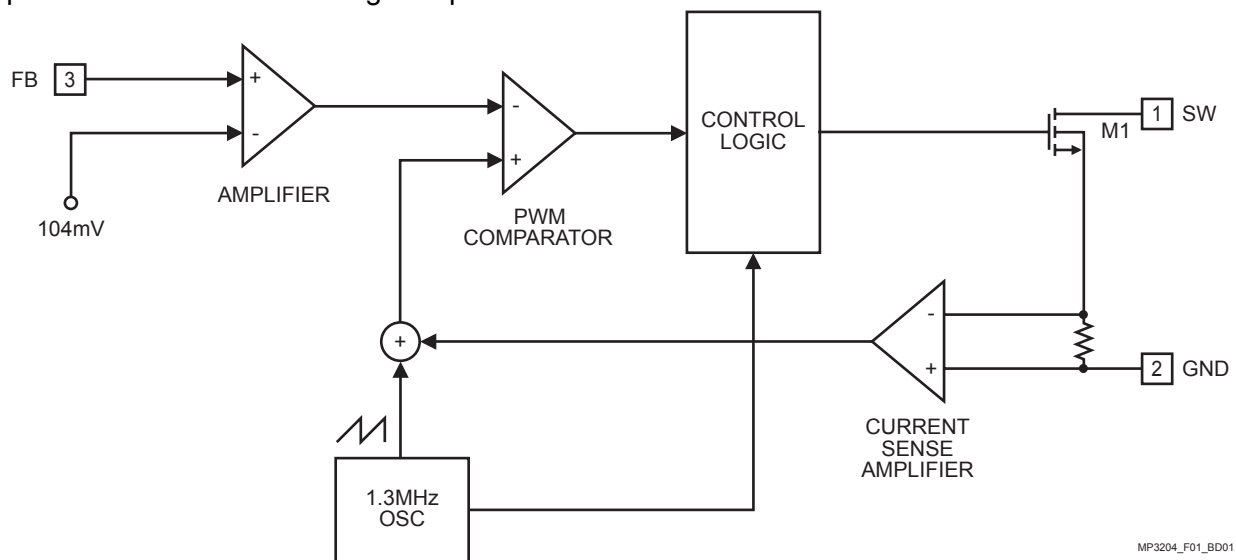 FB 3
+
-
104mV
AMPLIFIER
-
+
PWM
COMPARATOR
CONTROL
LOGIC
M1
1 SW
+
-
+
2 GND
CURRENT
SENSE
AMPLIFIER
1.3MHz
OSC
MP3204_F01_BD01